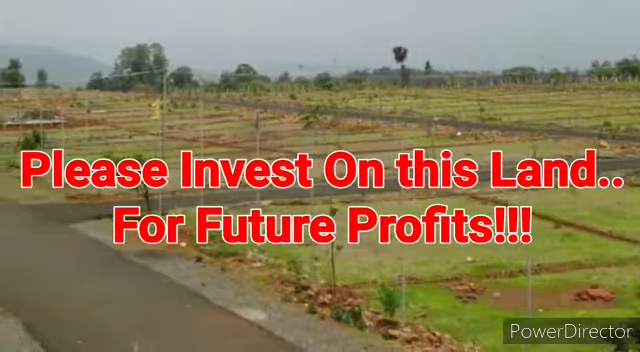 Please Invest On this Land..
For Future Profits!!!
PowerDirector